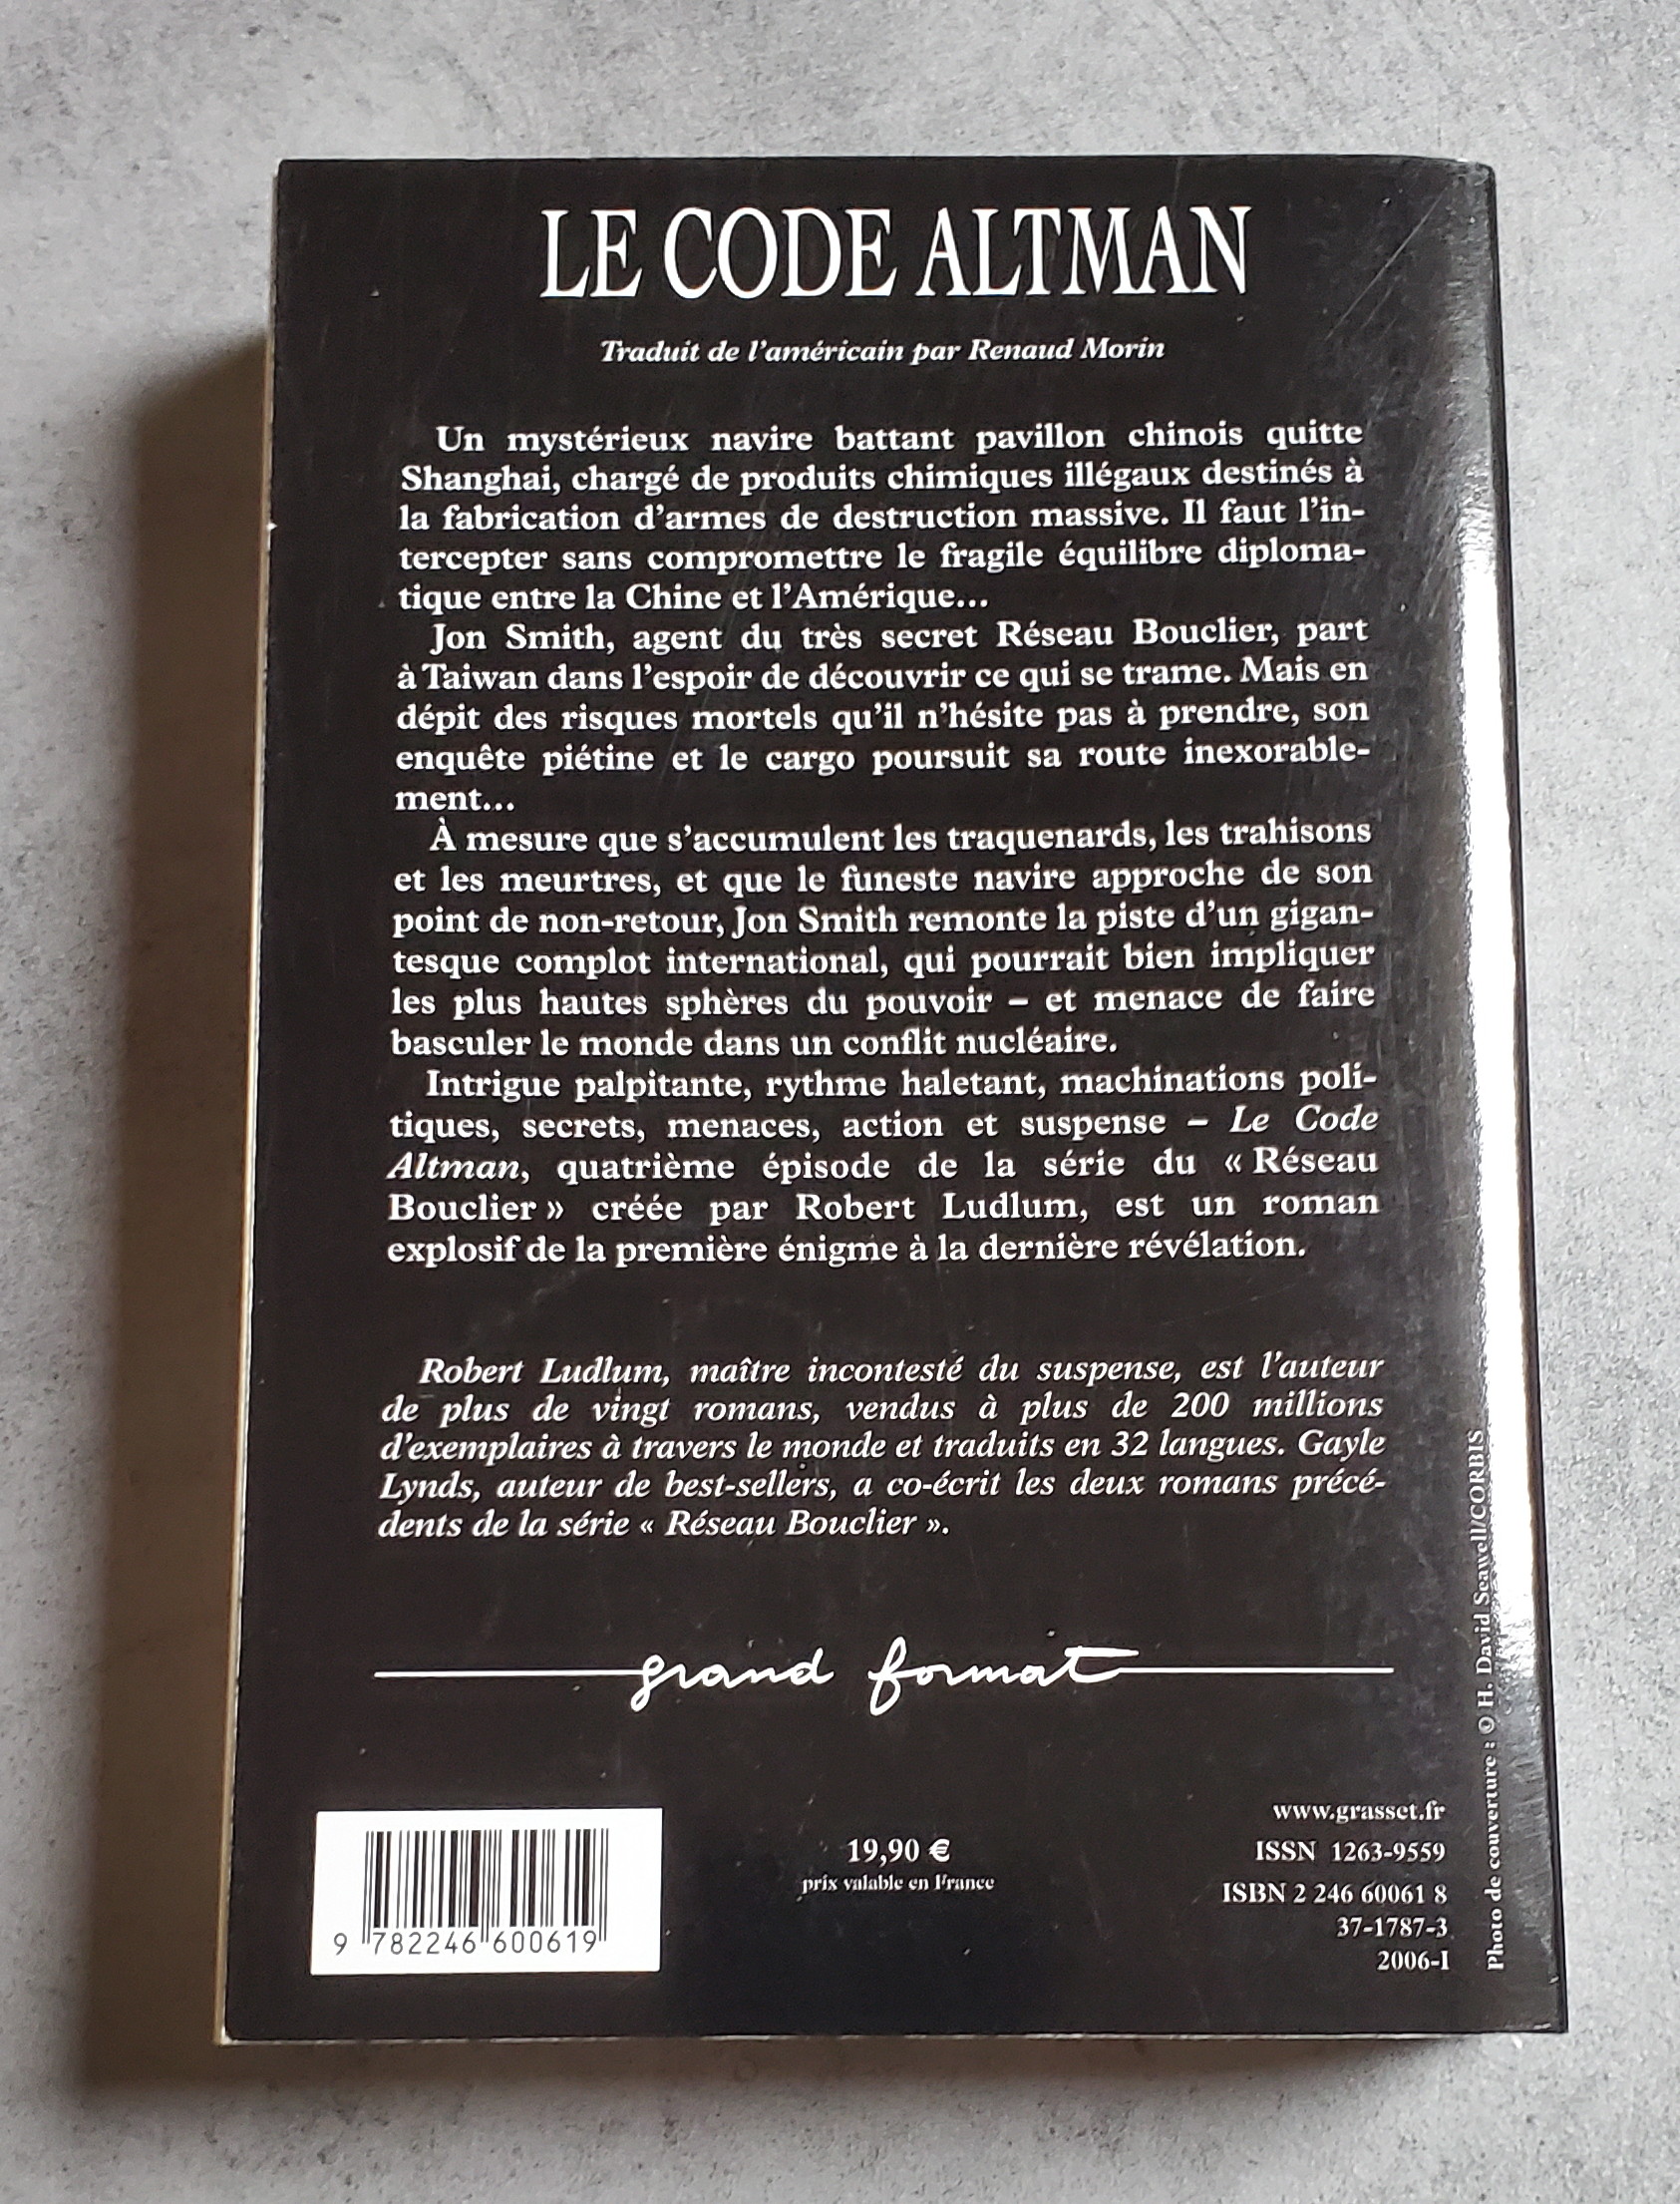 LE CODE ALTMAN
Traduit de l'américain par Renaud Morin
Un mystérieux navire battant pavillon chinois quitte
Shanghai, chargé de produits chimiques illégaux destinés à
la fabrication d'armes de destruction massive. Il faut l'in-
tercepter sans compromettre le fragile équilibre diploma-
tique entre la Chine et l'Amérique...
Jon Smith, agent du très secret Réseau Bouclier, part
à Taiwan dans l'espoir de découvrir ce qui se trame. Mais en
dépit des risques mortels qu'il n'hésite pas à prendre, son
enquête piétine et le cargo poursuit sa route inexorable-
ment...
À mesure que s'accumulent les traquenards, les trahisons
et les meurtres, et que le funeste navire approche de son
point de non-retour, Jon Smith remonte la piste d'un gigan-
tesque complot international, qui pourrait bien impliquer
les plus hautes sphères du pouvoir – et menace de faire
basculer le monde dans un conflit nucléaire.
Intrigue palpitante, rythme haletant, machinations poli-
tiques, secrets, menaces, action et suspense – Le Code
Altman, quatrième épisode de la série du « Réseau
Bouclier » créée par Robert Ludlum, est un roman
explosif de la première énigme à la dernière révélation.
Robert Ludlum, maître incontesté du suspense, est l'auteur
de plus de vingt romans, vendus à plus de 200 millions
d'exemplaires à travers le monde et traduits en 32 langues. Gayle
Lynds, auteur de best-sellers, a co-écrit les deux romans précé-
dents de la série « Réseau Bouclier ».
grand format
9 782246 600619
19,90 €
prix valable en France
www.grasset.fr
ISSN 1263-9559
ISBN 2 246 60061 8
37-1787-3
2006-I
Photo de couverture : © H. David Seawell/CORBIS